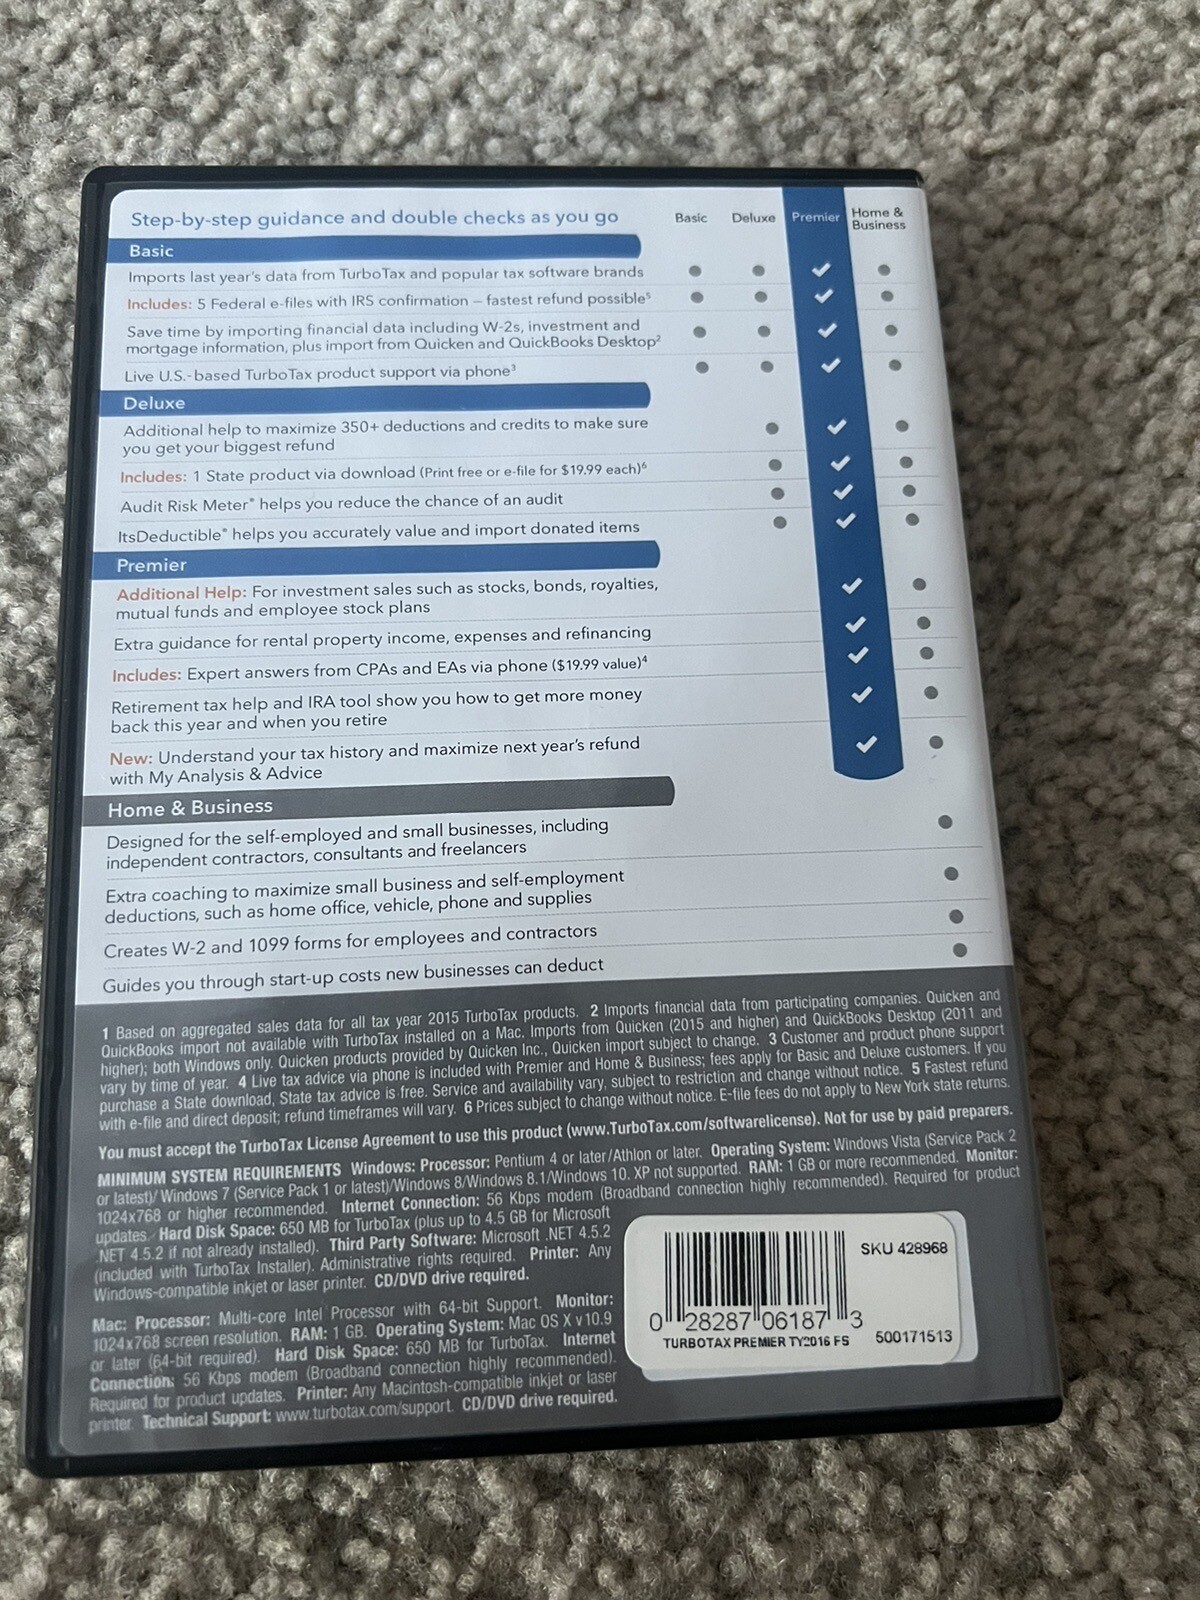 Step-by-step guidance and double checks as you go
Basic Deluxe Premier Home & Business
Basic
Imports last year's data from TurboTax and popular tax software brands
Includes: 5 Federal e-files with IRS confirmation – fastest refund possible⁵
Save time by importing financial data including W-2s, investment and
mortgage information, plus import from Quicken and QuickBooks Desktop²
Live U.S.-based TurboTax product support via phone³
Deluxe
Additional help to maximize 350+ deductions and credits to make sure
you get your biggest refund
Includes: 1 State product via download (Print free or e-file for $19.99 each)⁶
Audit Risk Meter® helps you reduce the chance of an audit
ItsDeductible® helps you accurately value and import donated items
Premier
Additional Help: For investment sales such as stocks, bonds, royalties,
mutual funds and employee stock plans
Extra guidance for rental property income, expenses and refinancing
Includes: Expert answers from CPAs and EAs via phone ($19.99 value)⁴
Retirement tax help and IRA tool show you how to get more money
back this year and when you retire
New: Understand your tax history and maximize next year's refund
with My Analysis & Advice
Home & Business
Designed for the self-employed and small businesses, including
independent contractors, consultants and freelancers
Extra coaching to maximize small business and self-employment
deductions, such as home office, vehicle, phone and supplies
Creates W-2 and 1099 forms for employees and contractors
Guides you through start-up costs new businesses can deduct
1 Based on aggregated sales data for all tax year 2015 TurboTax products. 2 Imports financial data from participating companies. Quicken and
QuickBooks import not available with TurboTax installed on a Mac. Imports from Quicken (2015 and higher) and QuickBooks Desktop (2011 and
higher); both Windows only. Quicken products provided by Quicken Inc., Quicken import subject to change. 3 Customer and product phone support
vary by time of year. 4 Live tax advice via phone is included with Premier and Home & Business; fees apply for Basic and Deluxe customers. If you
purchase a State download, State tax advice is free. Service and availability vary, subject to restriction and change without notice. 5 Fastest refund
with e-file and direct deposit; refund timeframes will vary. 6 Prices subject to change without notice. E-file fees do not apply to New York state returns.
You must accept the TurboTax License Agreement to use this product (www.TurboTax.com/softwarelicense). Not for use by paid preparers.
MINIMUM SYSTEM REQUIREMENTS Windows: Processor: Pentium 4 or later/Athlon or later. Operating System: Windows Vista (Service Pack 2
or latest)/ Windows 7 (Service Pack 1 or latest)/Windows 8/Windows 8.1/Windows 10. XP not supported. RAM: 1 GB or more recommended. Monitor:
1024x768 or higher recommended. Internet Connection: 56 Kbps modem (Broadband connection highly recommended). Required for product
updates. Hard Disk Space: 650 MB for TurboTax (plus up to 4.5 GB for Microsoft
.NET 4.5.2 if not already installed). Third Party Software: Microsoft .NET 4.5.2
(included with TurboTax Installer). Administrative rights required. Printer: Any
Windows-compatible inkjet or laser printer. CD/DVD drive required.
Mac: Processor: Multi-core Intel Processor with 64-bit Support. Monitor:
1024x768 screen resolution. RAM: 1 GB. Operating System: Mac OS X v10.9
or later (64-bit required). Hard Disk Space: 650 MB for TurboTax. Internet
Connection: 56 Kbps modem (Broadband connection highly recommended).
Required for product updates. Printer: Any Macintosh-compatible inkjet or laser
printer. Technical Support: www.turbotax.com/support. CD/DVD drive required.
SKU 428968
0 28287 06187 3
TURBOTAX PREMIER TY2016 FS
500171513